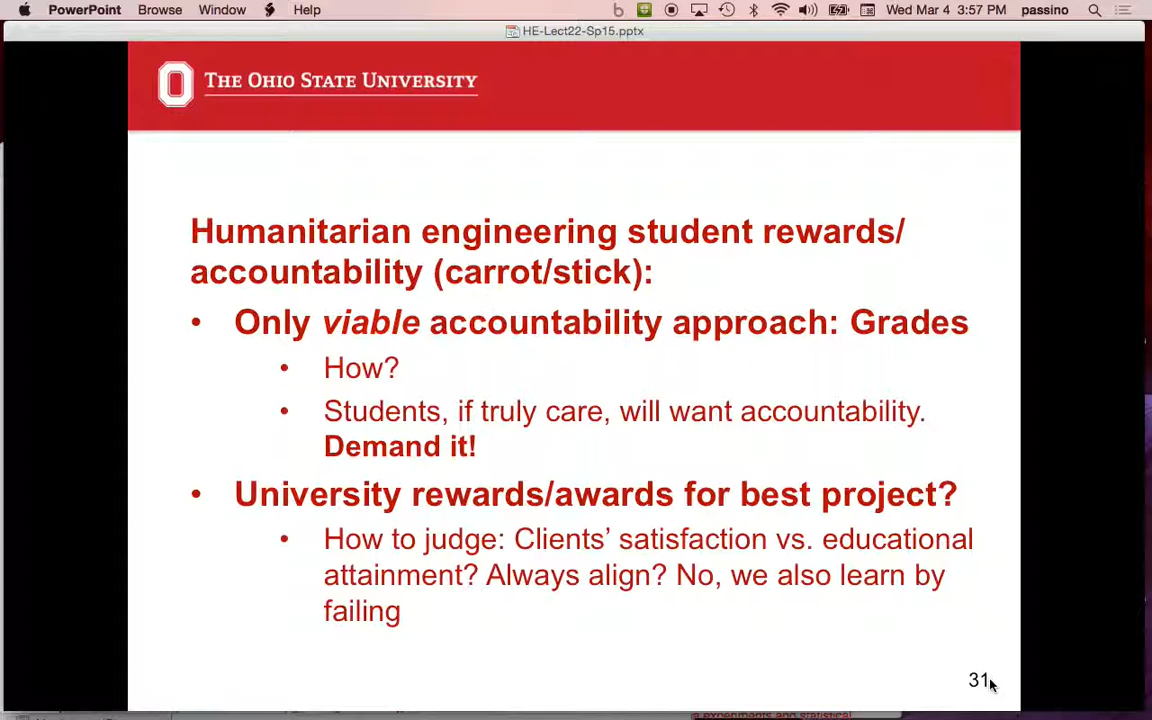 PowerPoint Browse Window Help Wed Mar 4 3:57 PM passino
HE-Lect22-Sp15.pptx
THE OHIO STATE UNIVERSITY
Humanitarian engineering student rewards/
accountability (carrot/stick):
• Only viable accountability approach: Grades
• How?
• Students, if truly care, will want accountability.
Demand it!
• University rewards/awards for best project?
• How to judge: Clients’ satisfaction vs. educational
attainment? Always align? No, we also learn by
failing
31